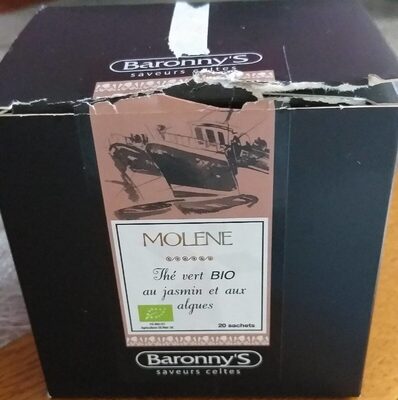 Baronny'S
saveurs celtes
MOLENE
Thé vert BIO
au jasmin et aux
algues
20 sachets
Baronny'S
saveurs celtes